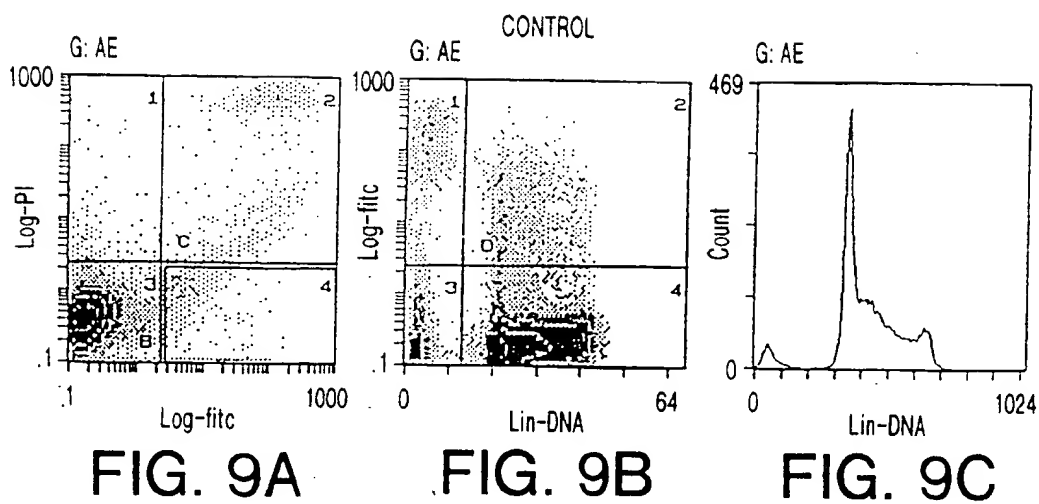 CONTROL
G: AE
1000
1
2
C
3
4
B
.1
.1
1000
Log-PI
Log-fitc
FIG. 9A
G: AE
1000
1
2
D
3
4
.1
0
64
Log-fitc
Lin-DNA
FIG. 9B
G: AE
469
0
0
1024
Count
Lin-DNA
FIG. 9C